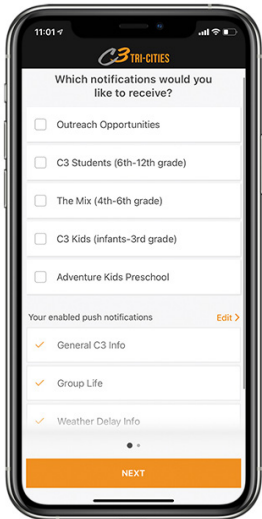 11:01
C3 TRI-CITIES
Which notifications would you
like to receive?
Outreach Opportunities
C3 Students (6th-12th grade)
The Mix (4th-6th grade)
C3 Kids (infants-3rd grade)
Adventure Kids Preschool
Your enabled push notifications Edit >
General C3 Info
Group Life
Weather Delay Info
NEXT